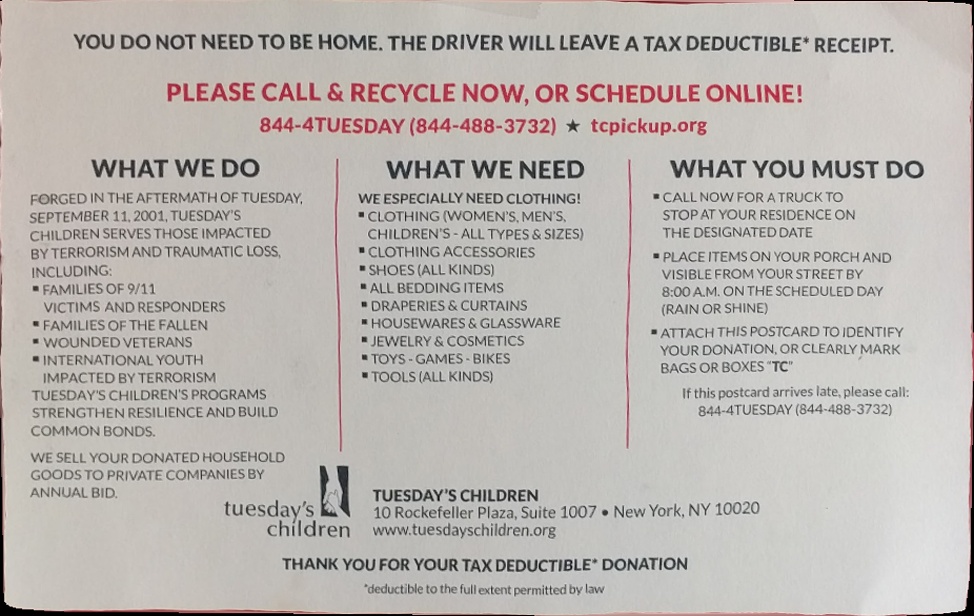 YOU DO NOT NEED TO BE HOME. THE DRIVER WILL LEAVE A TAX DEDUCTIBLE* RECEIPT.
PLEASE CALL & RECYCLE NOW, OR SCHEDULE ONLINE!
844-4TUESDAY (844-488-3732) ★ tcpickup.org
WHAT WE DO
FORGED IN THE AFTERMATH OF TUESDAY,
SEPTEMBER 11, 2001, TUESDAY'S
CHILDREN SERVES THOSE IMPACTED
BY TERRORISM AND TRAUMATIC LOSS,
INCLUDING:
▪ FAMILIES OF 9/11
VICTIMS AND RESPONDERS
▪ FAMILIES OF THE FALLEN
▪ WOUNDED VETERANS
▪ INTERNATIONAL YOUTH
IMPACTED BY TERRORISM
TUESDAY'S CHILDREN'S PROGRAMS
STRENGTHEN RESILIENCE AND BUILD
COMMON BONDS.
WE SELL YOUR DONATED HOUSEHOLD
GOODS TO PRIVATE COMPANIES BY
ANNUAL BID.
WHAT WE NEED
WE ESPECIALLY NEED CLOTHING!
▪ CLOTHING (WOMEN'S, MEN'S,
CHILDREN'S - ALL TYPES & SIZES)
▪ CLOTHING ACCESSORIES
▪ SHOES (ALL KINDS)
▪ ALL BEDDING ITEMS
▪ DRAPERIES & CURTAINS
▪ HOUSEWARES & GLASSWARE
▪ JEWELRY & COSMETICS
▪ TOYS - GAMES - BIKES
▪ TOOLS (ALL KINDS)
WHAT YOU MUST DO
▪ CALL NOW FOR A TRUCK TO
STOP AT YOUR RESIDENCE ON
THE DESIGNATED DATE
▪ PLACE ITEMS ON YOUR PORCH AND
VISIBLE FROM YOUR STREET BY
8:00 A.M. ON THE SCHEDULED DAY
(RAIN OR SHINE)
▪ ATTACH THIS POSTCARD TO IDENTIFY
YOUR DONATION, OR CLEARLY MARK
BAGS OR BOXES "TC"
If this postcard arrives late, please call:
844-4TUESDAY (844-488-3732)
tuesday's
children
TUESDAY'S CHILDREN
10 Rockefeller Plaza, Suite 1007 • New York, NY 10020
www.tuesdayschildren.org
THANK YOU FOR YOUR TAX DEDUCTIBLE* DONATION
*deductible to the full extent permitted by law